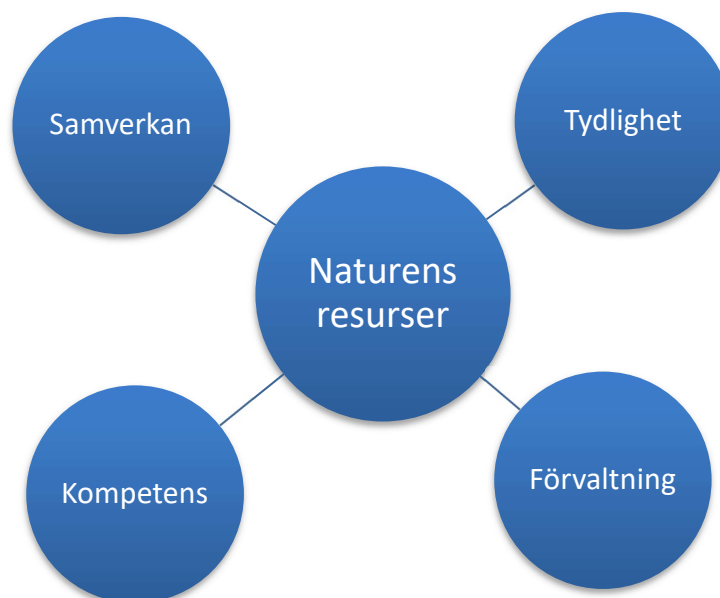 Samverkan
Tydlighet
Naturens
resurser
Kompetens
Förvaltning